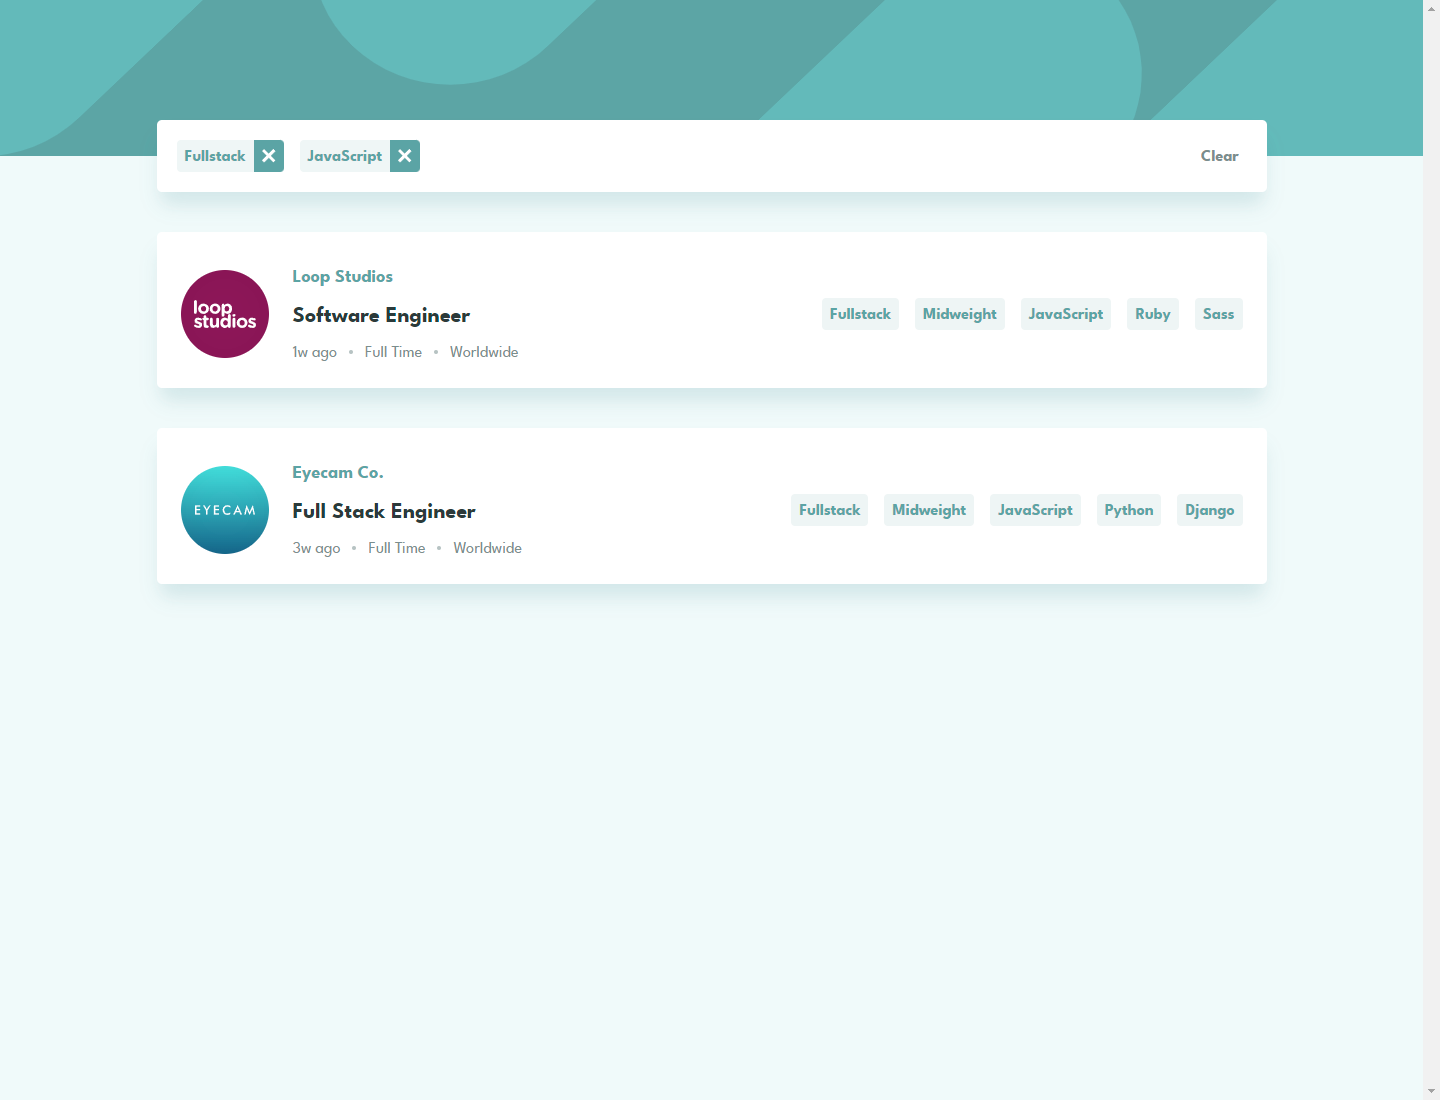 Fullstack JavaScript Clear
loop
studios
Loop Studios
Software Engineer
1w ago • Full Time • Worldwide
Fullstack Midweight JavaScript Ruby Sass
EYECAM
Eyecam Co.
Full Stack Engineer
3w ago • Full Time • Worldwide
Fullstack Midweight JavaScript Python Django